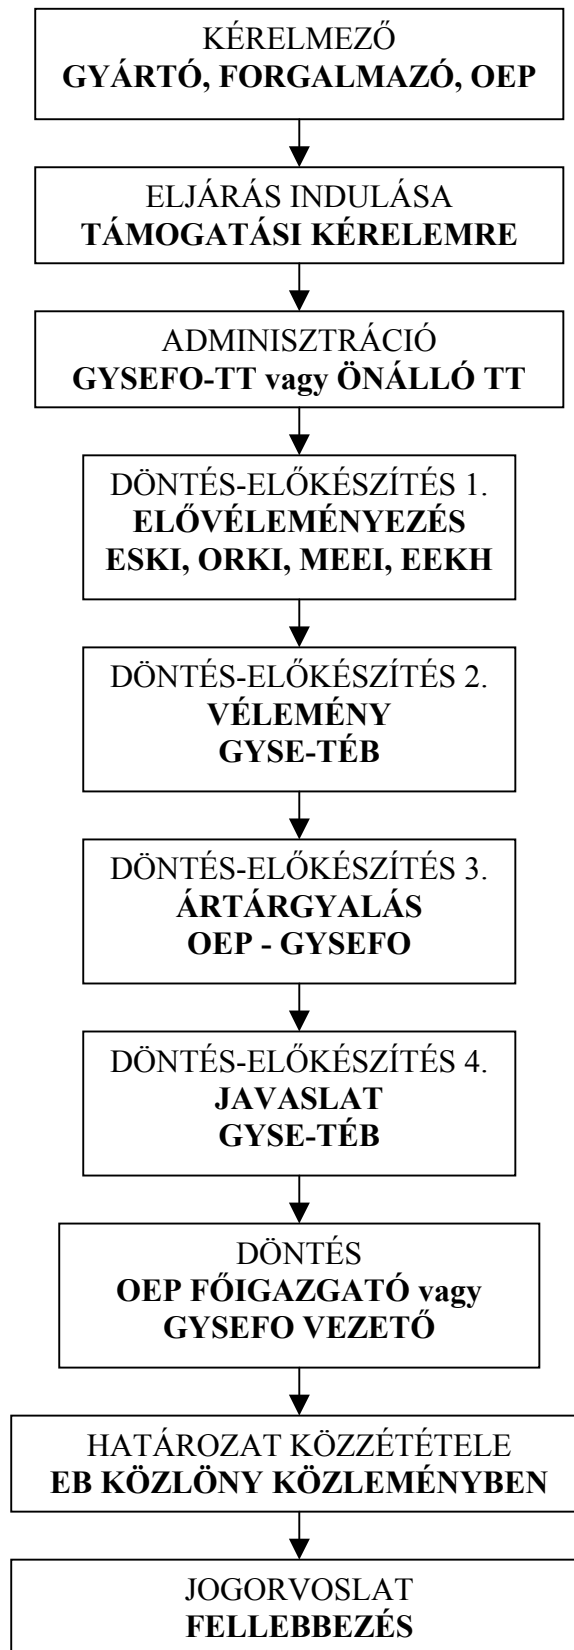 KÉRELMEZŐ
GYÁRTÓ, FORGALMAZÓ, OEP
ELJÁRÁS INDULÁSA
TÁMOGATÁSI KÉRELEMRE
ADMINISZTRÁCIÓ
GYSEFO-TT vagy ÖNÁLLÓ TT
DÖNTÉS-ELŐKÉSZÍTÉS 1.
ELŐVÉLEMÉNYEZÉS
ESKI, ORKI, MEEI, EEKH
DÖNTÉS-ELŐKÉSZÍTÉS 2.
VÉLEMÉNY
GYSE-TÉB
DÖNTÉS-ELŐKÉSZÍTÉS 3.
ÁRTÁRGYALÁS
OEP - GYSEFO
DÖNTÉS-ELŐKÉSZÍTÉS 4.
JAVASLAT
GYSE-TÉB
DÖNTÉS
OEP FŐIGAZGATÓ vagy
GYSEFO VEZETŐ
HATÁROZAT KÖZZÉTÉTELE
EB KÖZLÖNY KÖZLEMÉNYBEN
JOGORVOSLAT
FELLEBBEZÉS